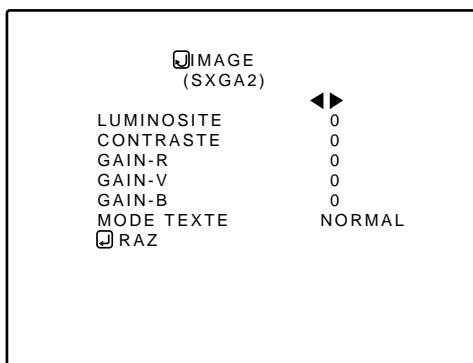 IMAGE
(SXGA2)
LUMINOSITE 0
CONTRASTE 0
GAIN-R 0
GAIN-V 0
GAIN-B 0
MODE TEXTE NORMAL
RAZ